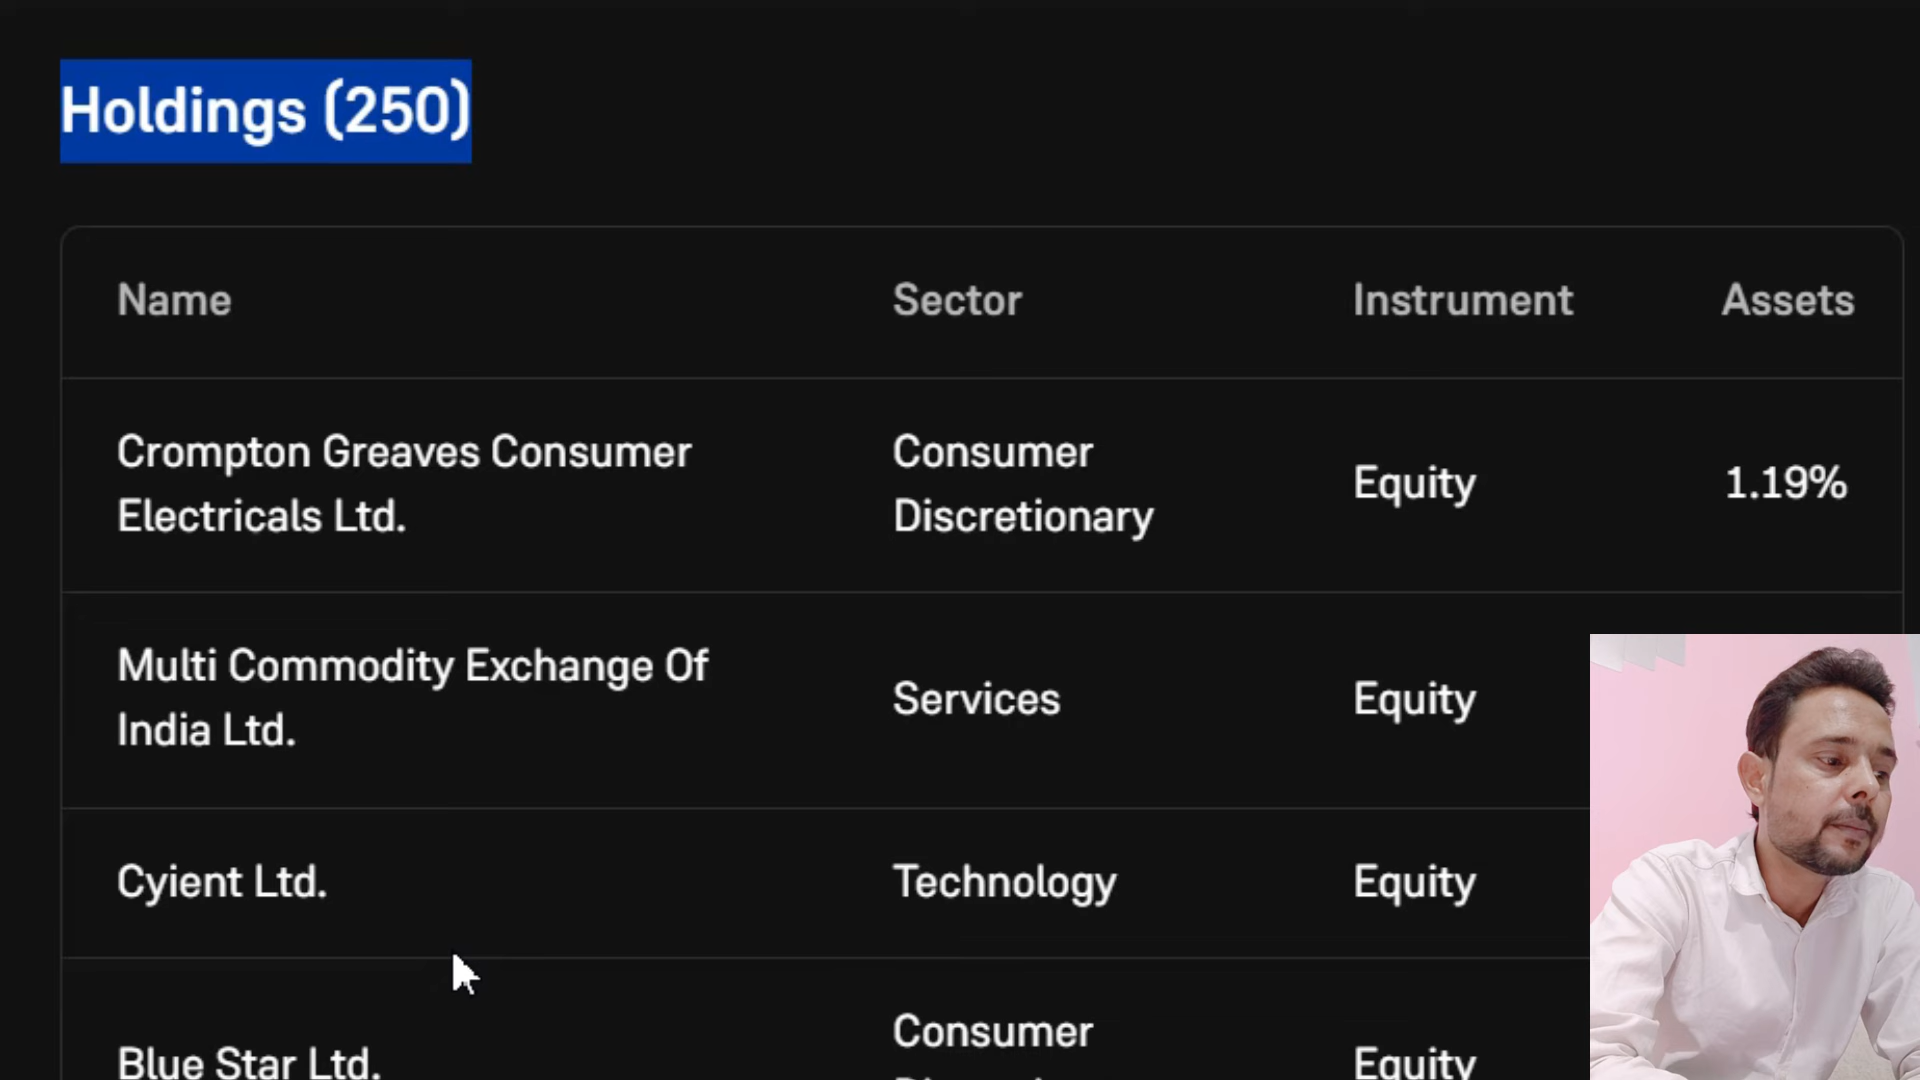 Holdings (250)
Name Sector Instrument Assets
Crompton Greaves Consumer
Electricals Ltd.
Consumer
Discretionary
Equity
1.19%
Multi Commodity Exchange Of
India Ltd.
Services
Equity
Cyient Ltd.
Technology
Equity
Blue Star Ltd.
Consumer
Equity